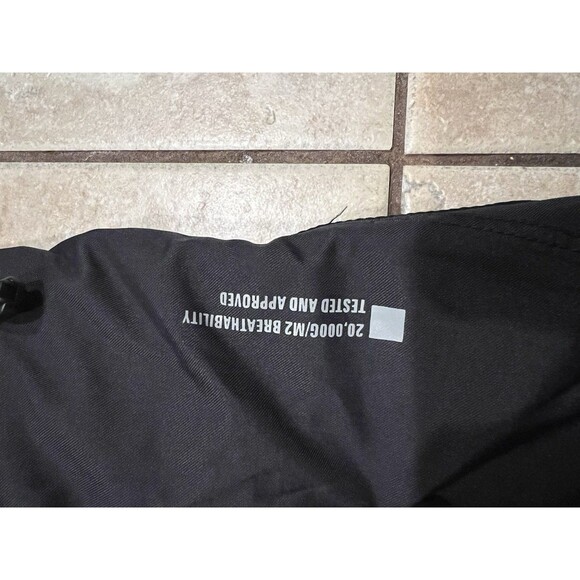 20,000G/M2 BREATHABILITY
TESTED AND APPROVED